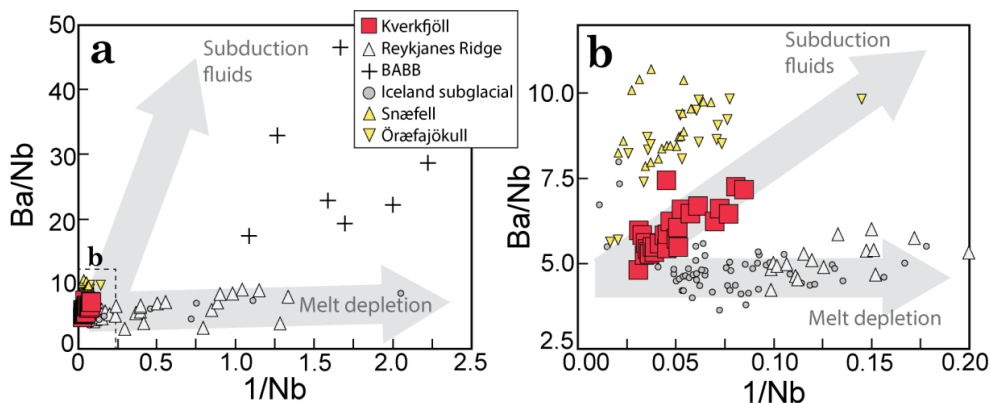 a
Subduction
fluids
Melt depletion
b
Ba/Nb
50
40
30
20
10
0
0
0.5
1.0
1.5
2.0
2.5
1/Nb
Kverkfjöll
Reykjanes Ridge
BABB
Iceland subglacial
Snæfell
Öræfajökull
b
Subduction
fluids
Melt depletion
Ba/Nb
10.0
7.5
5.0
2.5
0
0.05
0.10
0.15
0.20
1/Nb